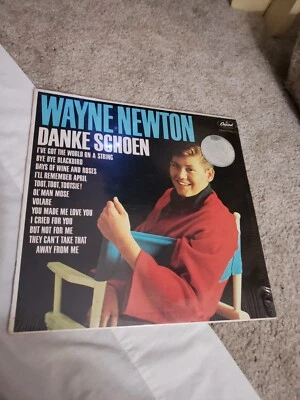 WAYNE NEWTON
DANKE SCHOEN
I'VE GOT THE WORLD ON A STRING
BYE BYE BLACKBIRD
DAYS OF WINE AND ROSES
I'LL REMEMBER APRIL
TOOT, TOOT, TOOTSIE!
OL' MAN MOSE
VOLARE
YOU MADE ME LOVE YOU
I CRIED FOR YOU
BUT NOT FOR ME
THEY CAN'T TAKE THAT
AWAY FROM ME
Capitol